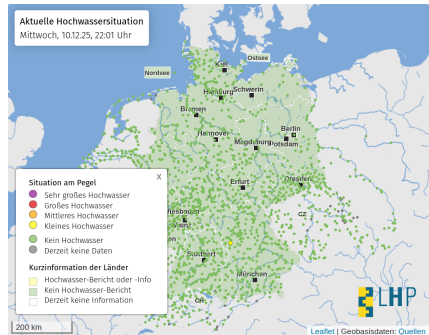 Aktuelle Hochwassersituation
Mittwoch, 10.12.25, 22:01 Uhr
Nordsee
Ostsee
Kiel
Hamburg
Schwerin
Bremen
Hannover
Berlin
Magdeburg
Potsdam
Erfurt
Dresden
CZ
Stuttgart
München
CH
X
Situation am Pegel
Sehr großes Hochwasser
Großes Hochwasser
Mittleres Hochwasser
Kleines Hochwasser
Kein Hochwasser
Derzeit keine Daten
Kurzinformation der Länder
Hochwasser-Bericht oder -Info
Kein Hochwasser-Bericht
Derzeit keine Information
LHP
200 km
Leaflet | Geobasisdaten: Quellen